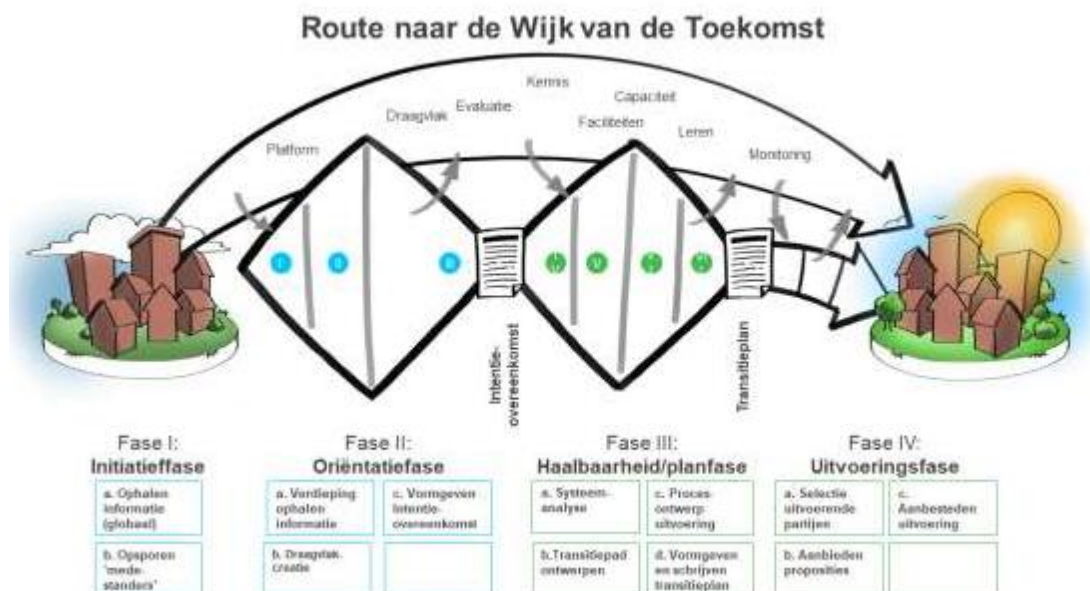 Route naar de Wijk van de Toekomst
Kennis
Capaciteit
Evaluatie
Draagvlak
Faciliteiten
Leren
Platform
Monitoring
I
II
V
Intentie-
overeenkomst
Transitieplan
Fase I:
Initiatieffase
a. Ophalen
informatie
(globaal)
b. Opsporen
'mede-
standers'
Fase II:
Oriëntatiefase
a. Verdieping
ophalen
informatie
c. Vormgeven
Intentie-
overeenkomst
b. Draagvlak-
creatie
Fase III:
Haalbaarheid/planfase
a. Systeem-
analyse
c. Proces-
ontwerp
uitvoering
b.Transitiepad
ontwerpen
d. Vormgeven
en schrijven
transitieplan
Fase IV:
Uitvoeringsfase
a. Selectie
uitvoerende
partijen
c.
Aanbesteden
uitvoering
b. Aanbieden
proposities